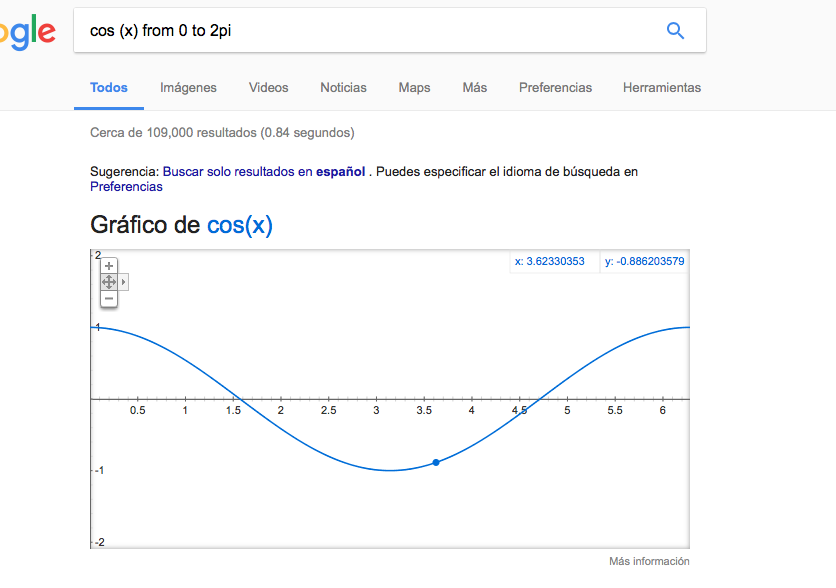 ogle
cos (x) from 0 to 2pi
Todos Imágenes Videos Noticias Maps Más Preferencias Herramientas
Cerca de 109,000 resultados (0.84 segundos)
Sugerencia: Buscar solo resultados en español . Puedes especificar el idioma de búsqueda en
Preferencias
Gráfico de cos(x)
2
x: 3.62330353 y: -0.886203579
1
0.5 1 1.5 2 2.5 3 3.5 4 4.5 5 5.5 6
-1
-2
Más información